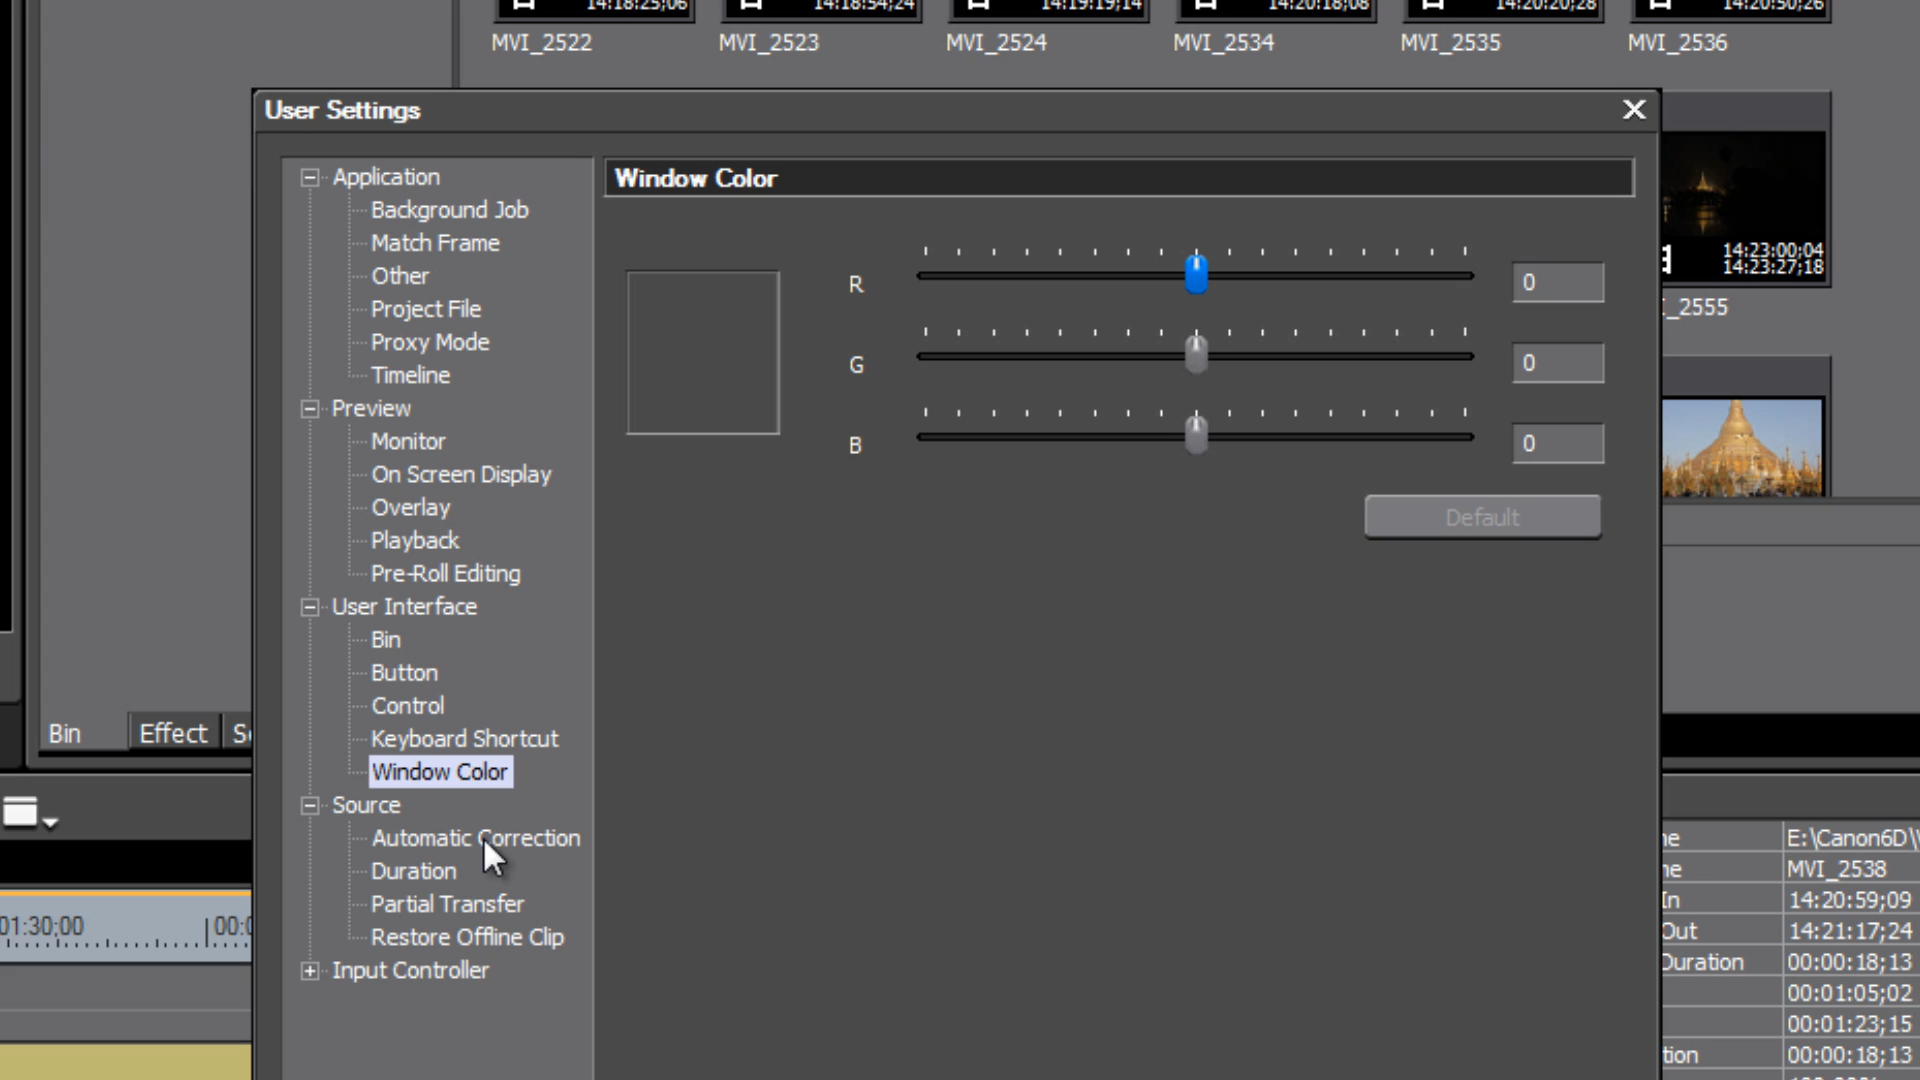 14:18:25;06
14:18:54;24
14:19:19;14
14:20:18;08
14:20:20;28
14:20:50;26
MVI_2522
MVI_2523
MVI_2524
MVI_2534
MVI_2535
MVI_2536
User Settings
Application
Background Job
Match Frame
Other
Project File
Proxy Mode
Timeline
Preview
Monitor
On Screen Display
Overlay
Playback
Pre-Roll Editing
User Interface
Bin
Button
Control
Keyboard Shortcut
Window Color
Source
Automatic Correction
Duration
Partial Transfer
Restore Offline Clip
Input Controller
Window Color
R 0
G 0
B 0
Default
14:23:00;04
14:23:27;18
_2555
Bin Effect
01:30;00
E:\Canon6D\
MVI_2538
In 14:20:59;09
Out 14:21:17;24
Duration 00:00:18;13
00:01:05;02
00:01:23;15
tion 00:00:18;13